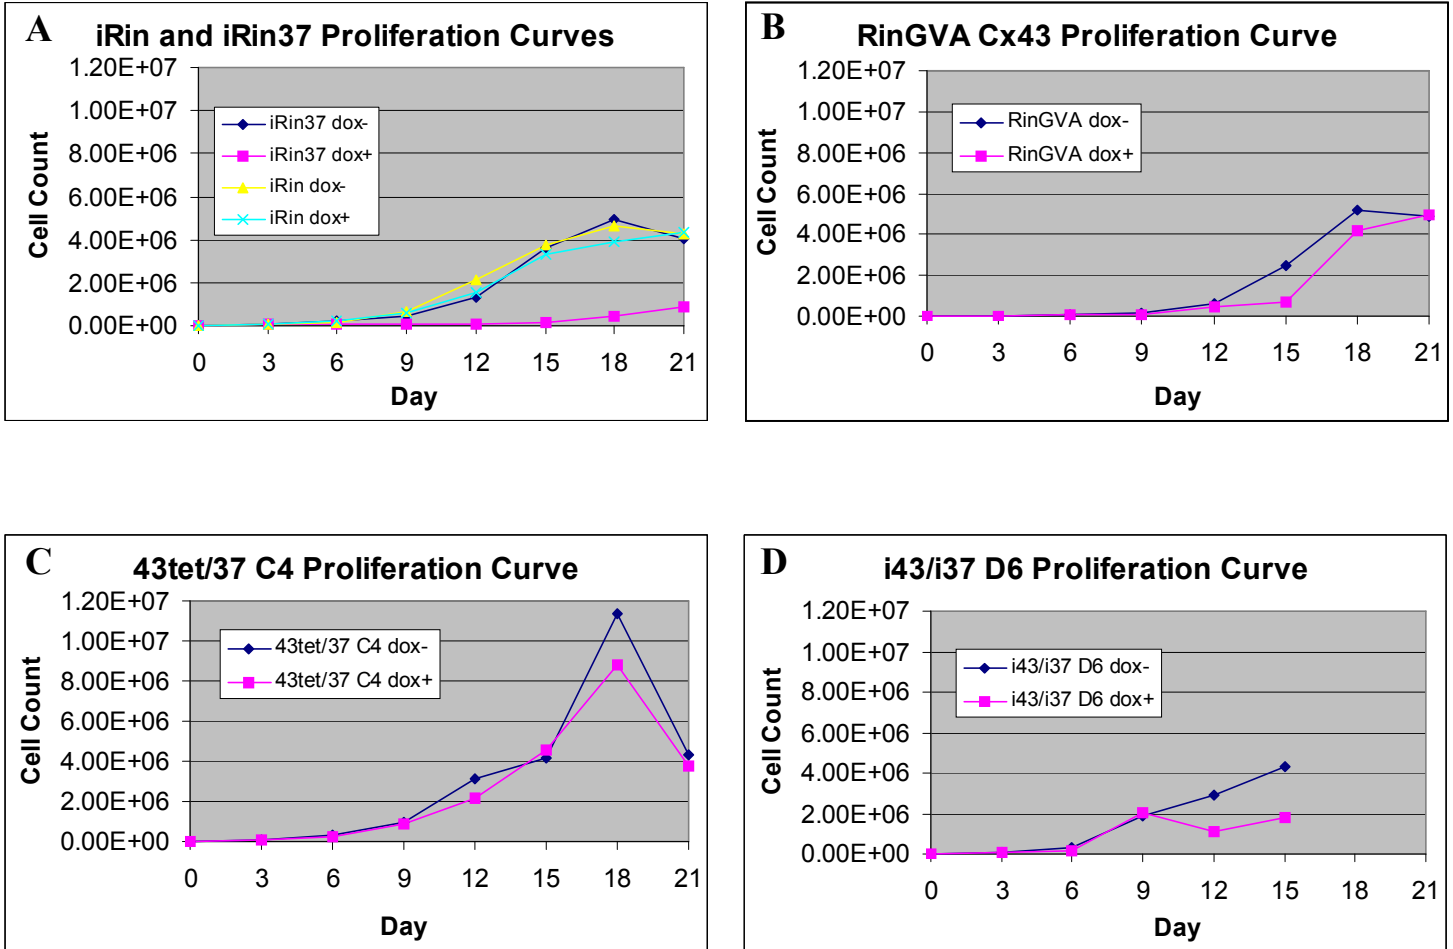 A
iRin and iRin37 Proliferation Curves
1.20E+07
1.00E+07
8.00E+06
6.00E+06
4.00E+06
2.00E+06
0.00E+00
Cell Count
iRin37 dox-
iRin37 dox+
iRin dox-
iRin dox+
0 3 6 9 12 15 18 21
Day
B
RinGVA Cx43 Proliferation Curve
1.20E+07
1.00E+07
8.00E+06
6.00E+06
4.00E+06
2.00E+06
0.00E+00
Cell Count
RinGVA dox-
RinGVA dox+
0 3 6 9 12 15 18 21
Day
C
43tet/37 C4 Proliferation Curve
1.20E+07
1.00E+07
8.00E+06
6.00E+06
4.00E+06
2.00E+06
0.00E+00
Cell Count
43tet/37 C4 dox-
43tet/37 C4 dox+
0 3 6 9 12 15 18 21
Day
D
i43/i37 D6 Proliferation Curve
1.20E+07
1.00E+07
8.00E+06
6.00E+06
4.00E+06
2.00E+06
0.00E+00
Cell Count
i43/i37 D6 dox-
i43/i37 D6 dox+
0 3 6 9 12 15 18 21
Day